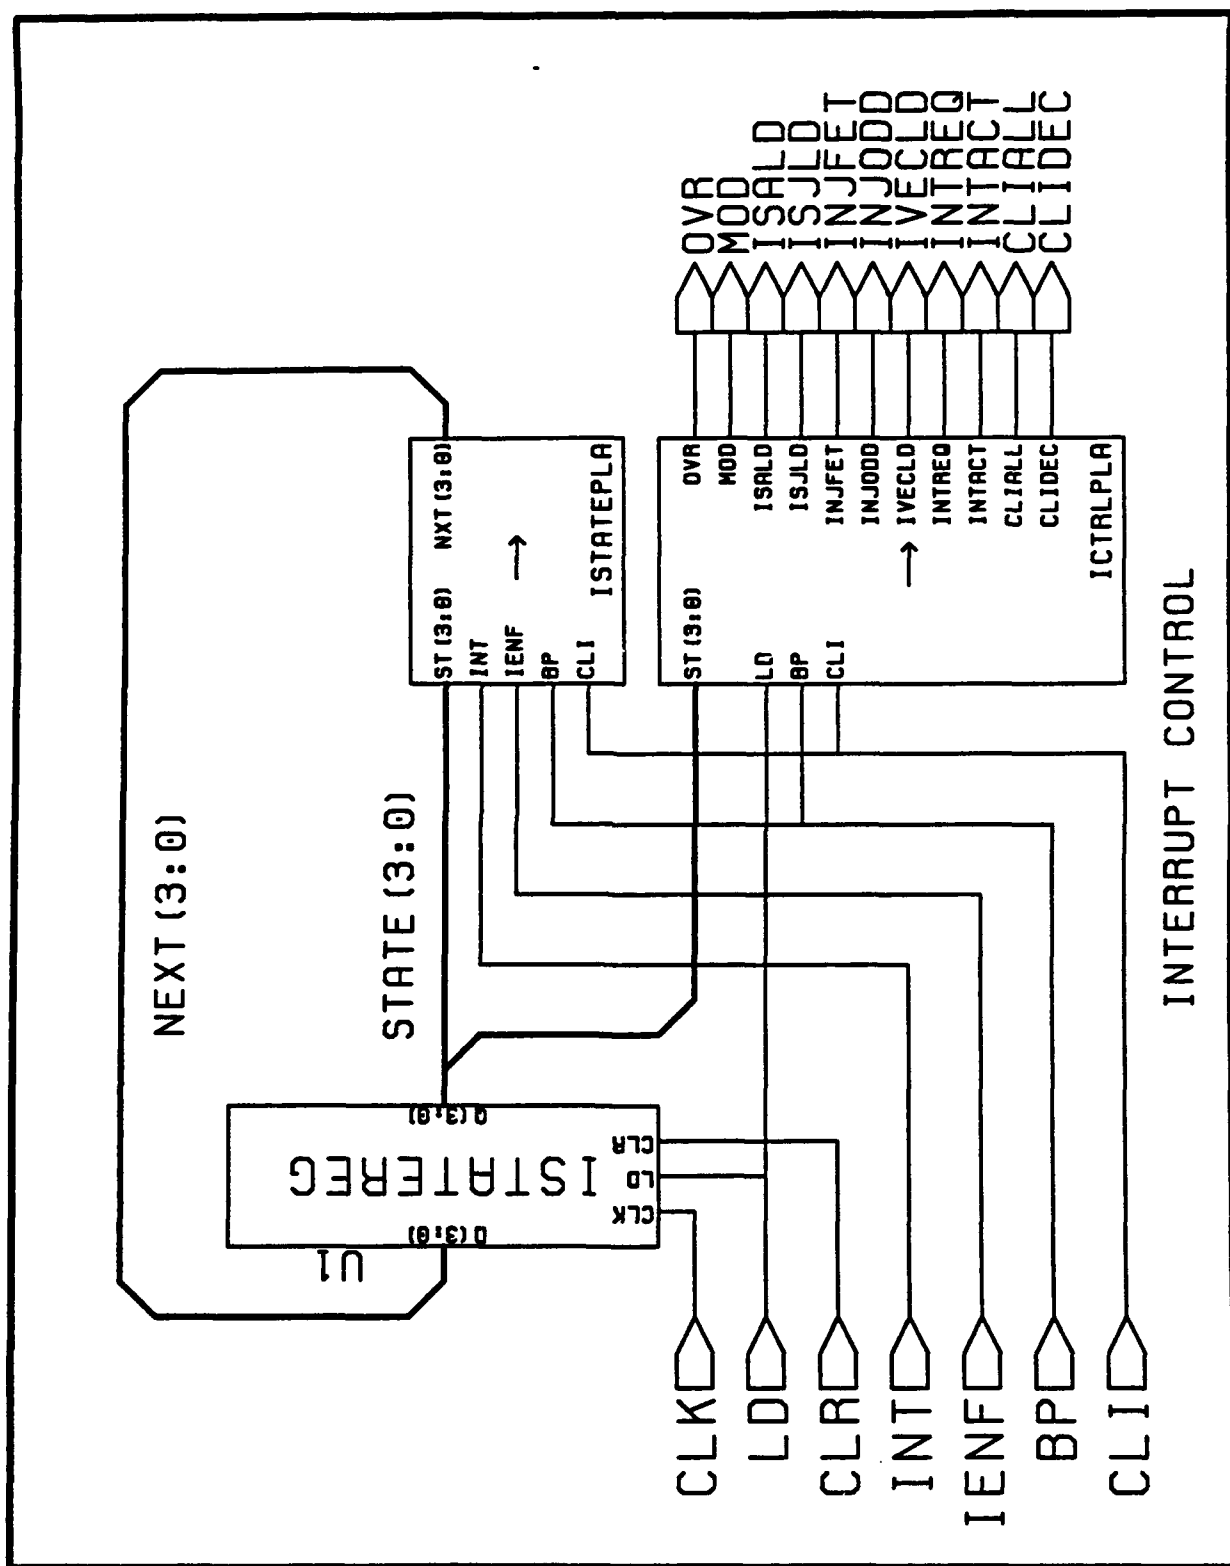 NEXT(3:0)
STATE(3:0)
U1
ISTATEREG
D(3:0)
Q(3:0)
CLK
LD
CLR
ST(3:0)
NXT(3:0)
INT
IENF
BP
CLI
ISTATEPLA
ST(3:0)
LD
BP
CLI
OVR
MOD
ISALD
ISJLD
INJFET
INJODD
IVECLD
INTREQ
INTACT
CLIALL
CLIDEC
ICTRLPLA
CLK
LD
CLR
INT
IENF
BP
CLI
OVR
MOD
ISALD
ISJLD
INJFET
INJODD
IVECLD
INTREQ
INTACT
CLIALL
CLIDEC
INTERRUPT CONTROL